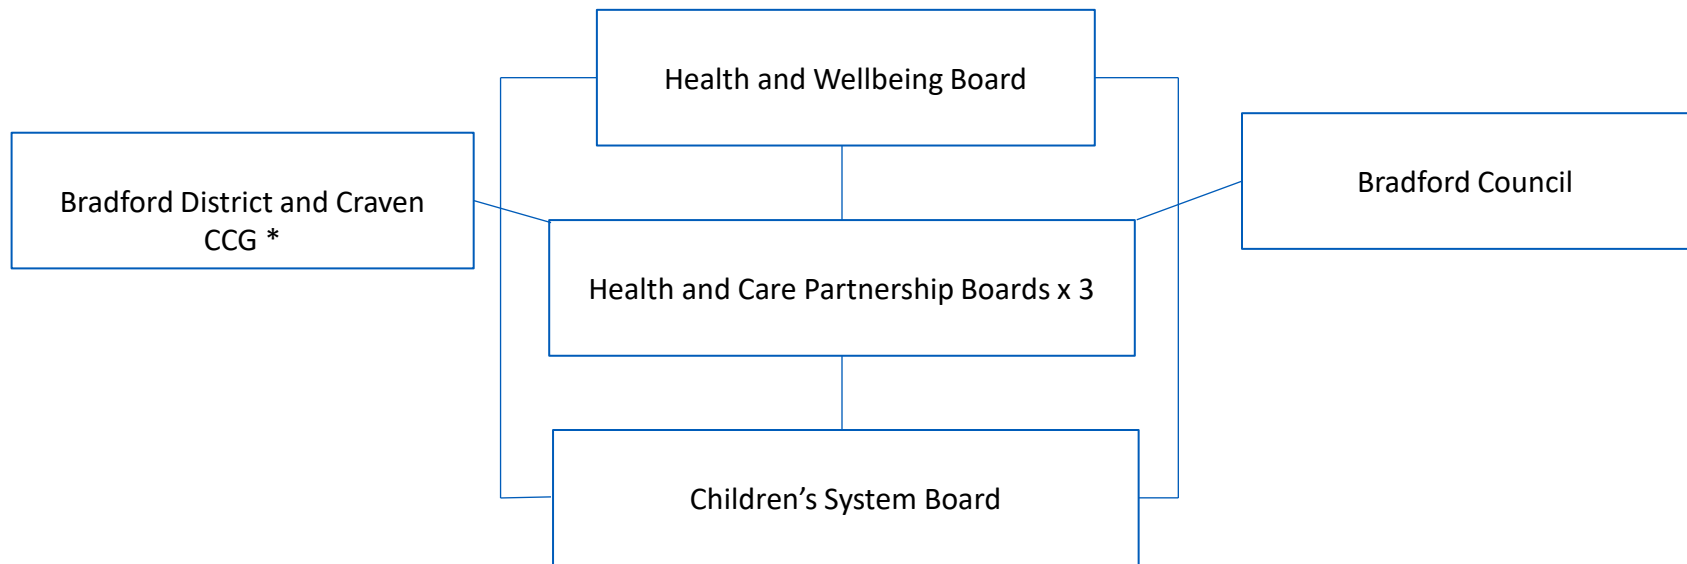 Health and Wellbeing Board
Bradford District and Craven
CCG *
Bradford Council
Health and Care Partnership Boards x 3
Children’s System Board